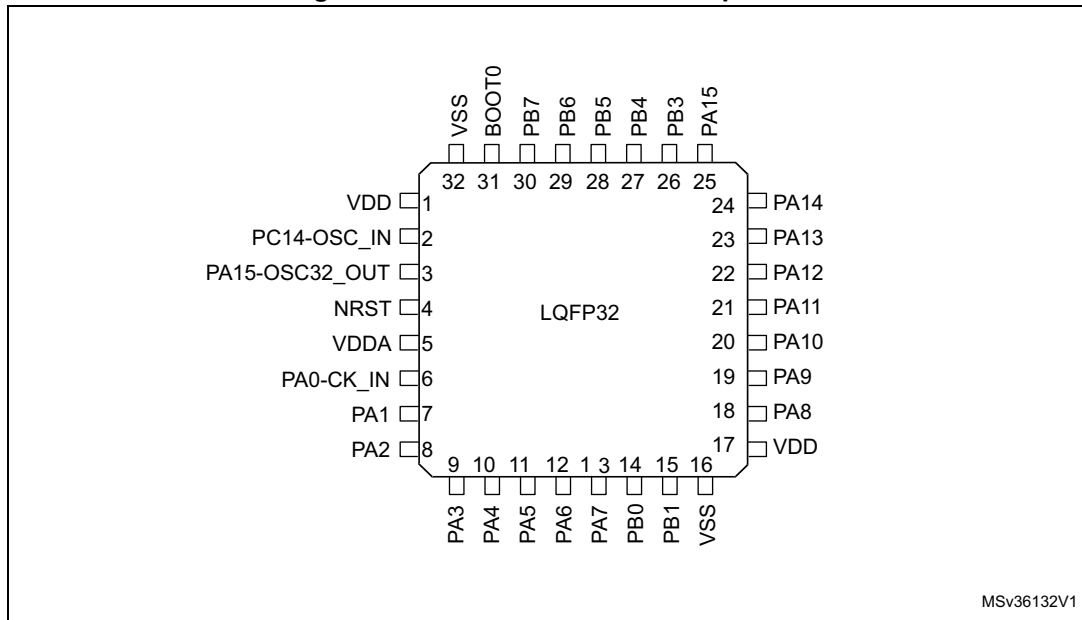 VSS
BOOT0
PB7
PB6
PB5
PB4
PB3
PA15
32 31 30 29 28 27 26 25
VDD 1
PC14-OSC_IN 2
PA15-OSC32_OUT 3
NRST 4
VDDA 5
PA0-CK_IN 6
PA1 7
PA2 8
LQFP32
24 PA14
23 PA13
22 PA12
21 PA11
20 PA10
19 PA9
18 PA8
17 VDD
9 10 11 12 1 3 14 15 16
PA3
PA4
PA5
PA6
PA7
PB0
PB1
VSS
MSv36132V1